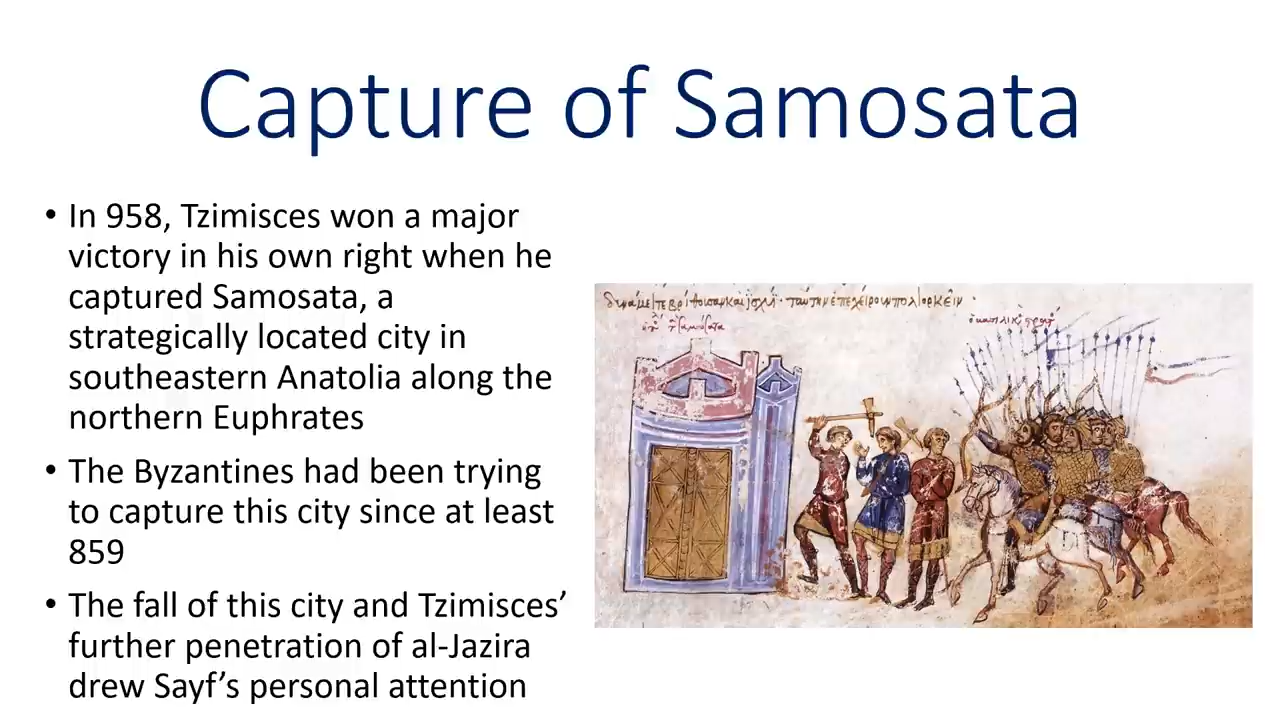 Capture of Samosata
• In 958, Tzimisces won a major
victory in his own right when he
captured Samosata, a
strategically located city in
southeastern Anatolia along the
northern Euphrates
• The Byzantines had been trying
to capture this city since at least
859
• The fall of this city and Tzimisces’
further penetration of al-Jazira
drew Sayf’s personal attention